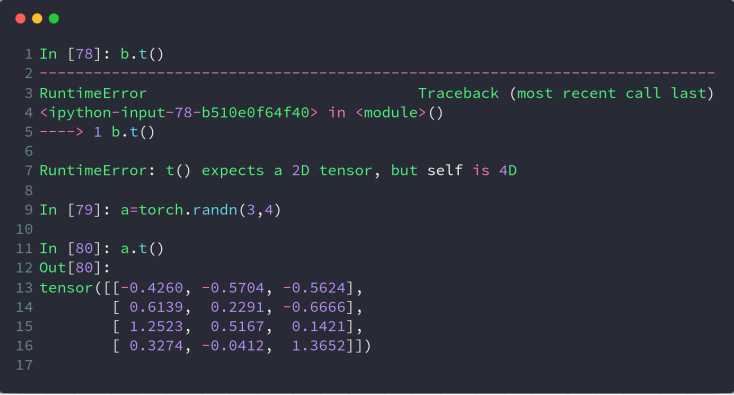 1 In [78]: b.t()
2 ---------------------------------------------------------------------------
3 RuntimeError                              Traceback (most recent call last)
4 <ipython-input-78-b510e0f64f40> in <module>()
5 ----> 1 b.t()
6
7 RuntimeError: t() expects a 2D tensor, but self is 4D
8
9 In [79]: a=torch.randn(3,4)
10
11 In [80]: a.t()
12 Out[80]:
13 tensor([[-0.4260, -0.5704, -0.5624],
14         [ 0.6139,  0.2291, -0.6666],
15         [ 1.2523,  0.5167,  0.1421],
16         [ 0.3274, -0.0412,  1.3652]])
17